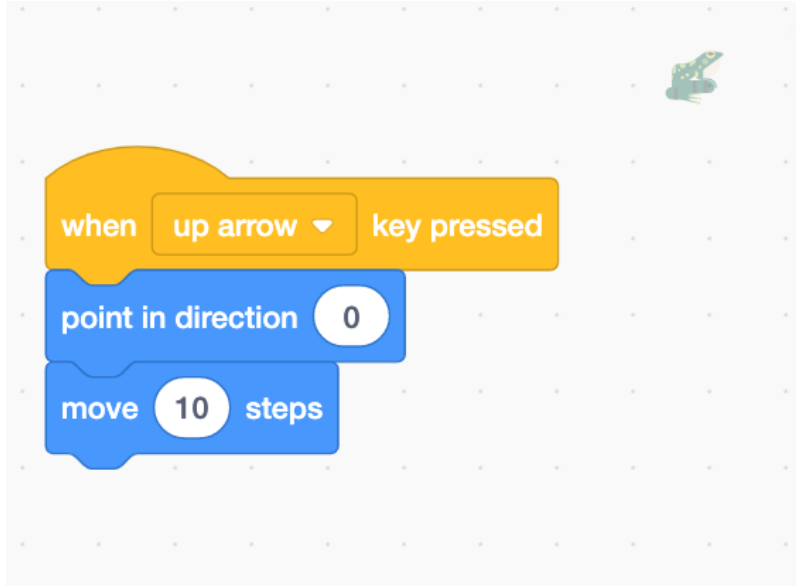 when up arrow key pressed
point in direction 0
move 10 steps